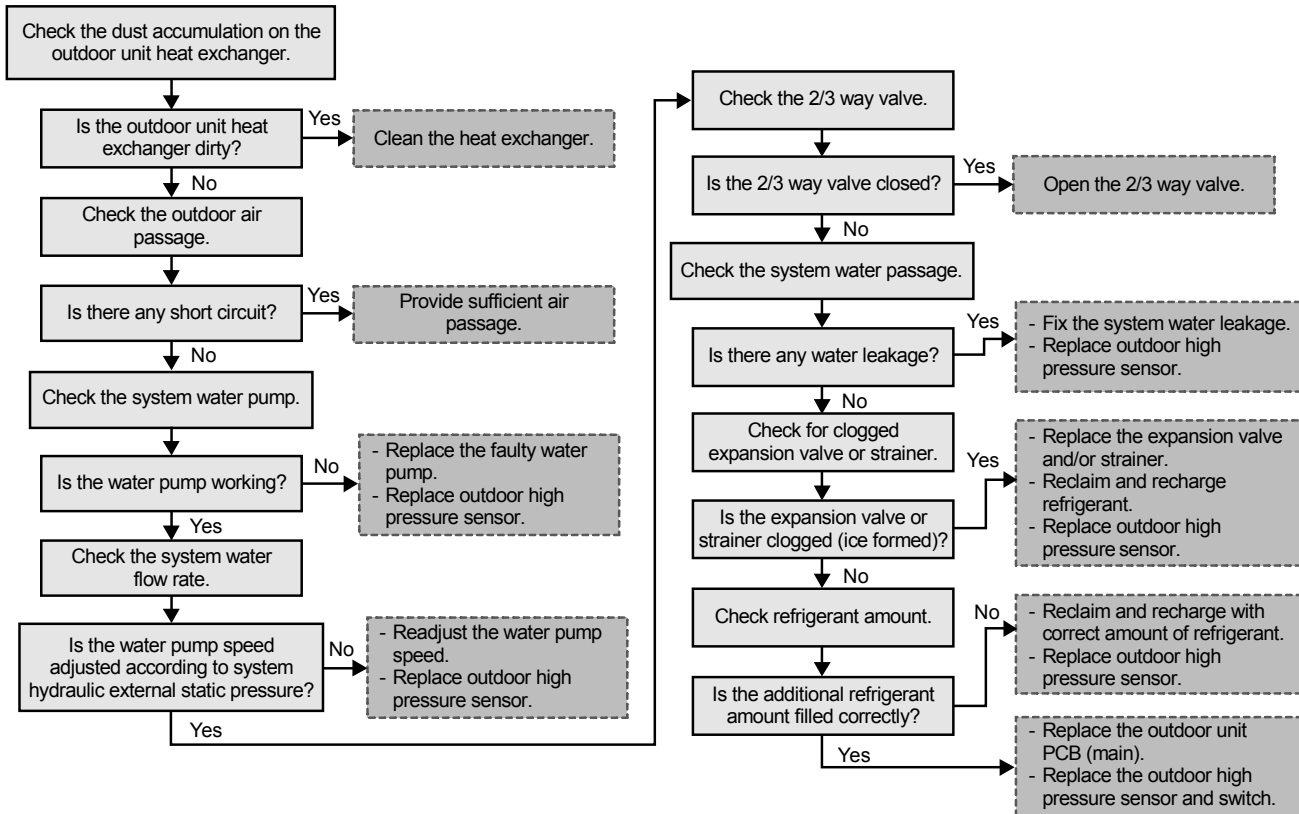 Check the dust accumulation on the
outdoor unit heat exchanger.
Is the outdoor unit heat
exchanger dirty?
Yes
Clean the heat exchanger.
No
Check the outdoor air
passage.
Is there any short circuit?
Yes
Provide sufficient air
passage.
No
Check the system water pump.
Is the water pump working?
No
- Replace the faulty water
pump.
- Replace outdoor high
pressure sensor.
Yes
Check the system water
flow rate.
Is the water pump speed
adjusted according to system
hydraulic external static pressure?
No
- Readjust the water pump
speed.
- Replace outdoor high
pressure sensor.
Yes
Check the 2/3 way valve.
Is the 2/3 way valve closed?
Yes
Open the 2/3 way valve.
No
Check the system water passage.
Is there any water leakage?
Yes
- Fix the system water leakage.
- Replace outdoor high
pressure sensor.
No
Check for clogged
expansion valve or strainer.
Is the expansion valve or
strainer clogged (ice formed)?
Yes
- Replace the expansion valve
and/or strainer.
- Reclaim and recharge
refrigerant.
- Replace outdoor high
pressure sensor.
No
Check refrigerant amount.
Is the additional refrigerant
amount filled correctly?
No
- Reclaim and recharge with
correct amount of refrigerant.
- Replace outdoor high
pressure sensor.
Yes
- Replace the outdoor unit
PCB (main).
- Replace the outdoor high
pressure sensor and switch.